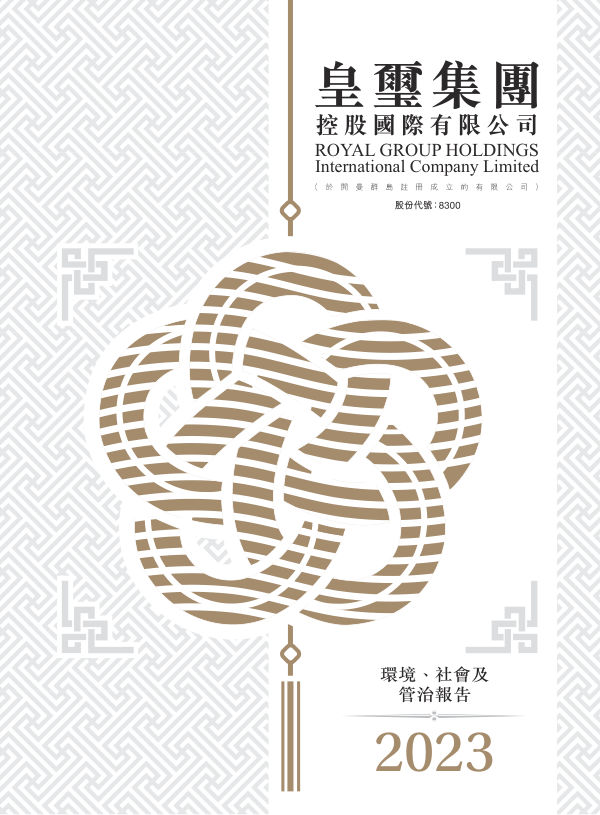 皇璽集團
控股國際有限公司
ROYAL GROUP HOLDINGS
International Company Limited
(於開曼群島註冊成立的有限公司)
股份代號：8300
環境、社會及
管治報告
2023